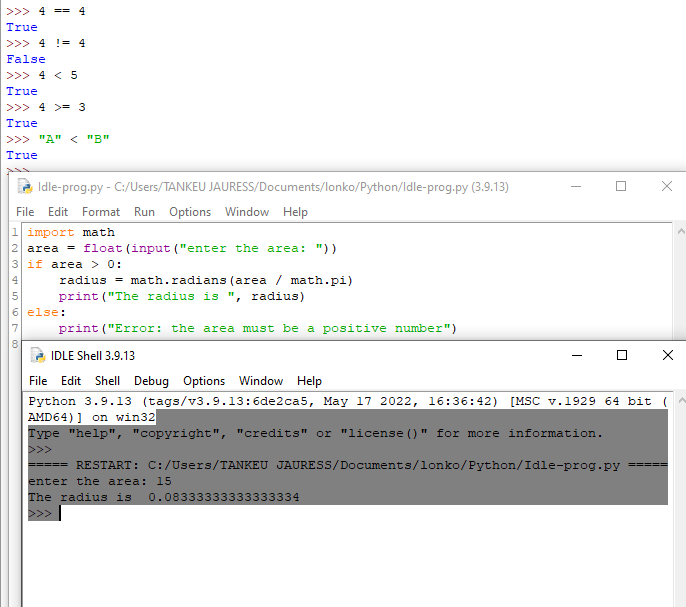 >>> 4 == 4
True
>>> 4 != 4
False
>>> 4 < 5
True
>>> 4 >= 3
True
>>> "A" < "B"
True
>>>
Idle-prog.py - C:/Users/TANKEU JAURESS/Documents/lonko/Python/Idle-prog.py (3.9.13)
File Edit Format Run Options Window Help
1 import math
2 area = float(input("enter the area: "))
3 if area > 0:
4     radius = math.radians(area / math.pi)
5     print("The radius is ", radius)
6 else:
7     print("Error: the area must be a positive number")
8
IDLE Shell 3.9.13
File Edit Shell Debug Options Window Help
Python 3.9.13 (tags/v3.9.13:6de2ca5, May 17 2022, 16:36:42) [MSC v.1929 64 bit (
AMD64)] on win32
Type "help", "copyright", "credits" or "license()" for more information.
>>>
===== RESTART: C:/Users/TANKEU JAURESS/Documents/lonko/Python/Idle-prog.py =====
enter the area: 15
The radius is  0.08333333333333334
>>>